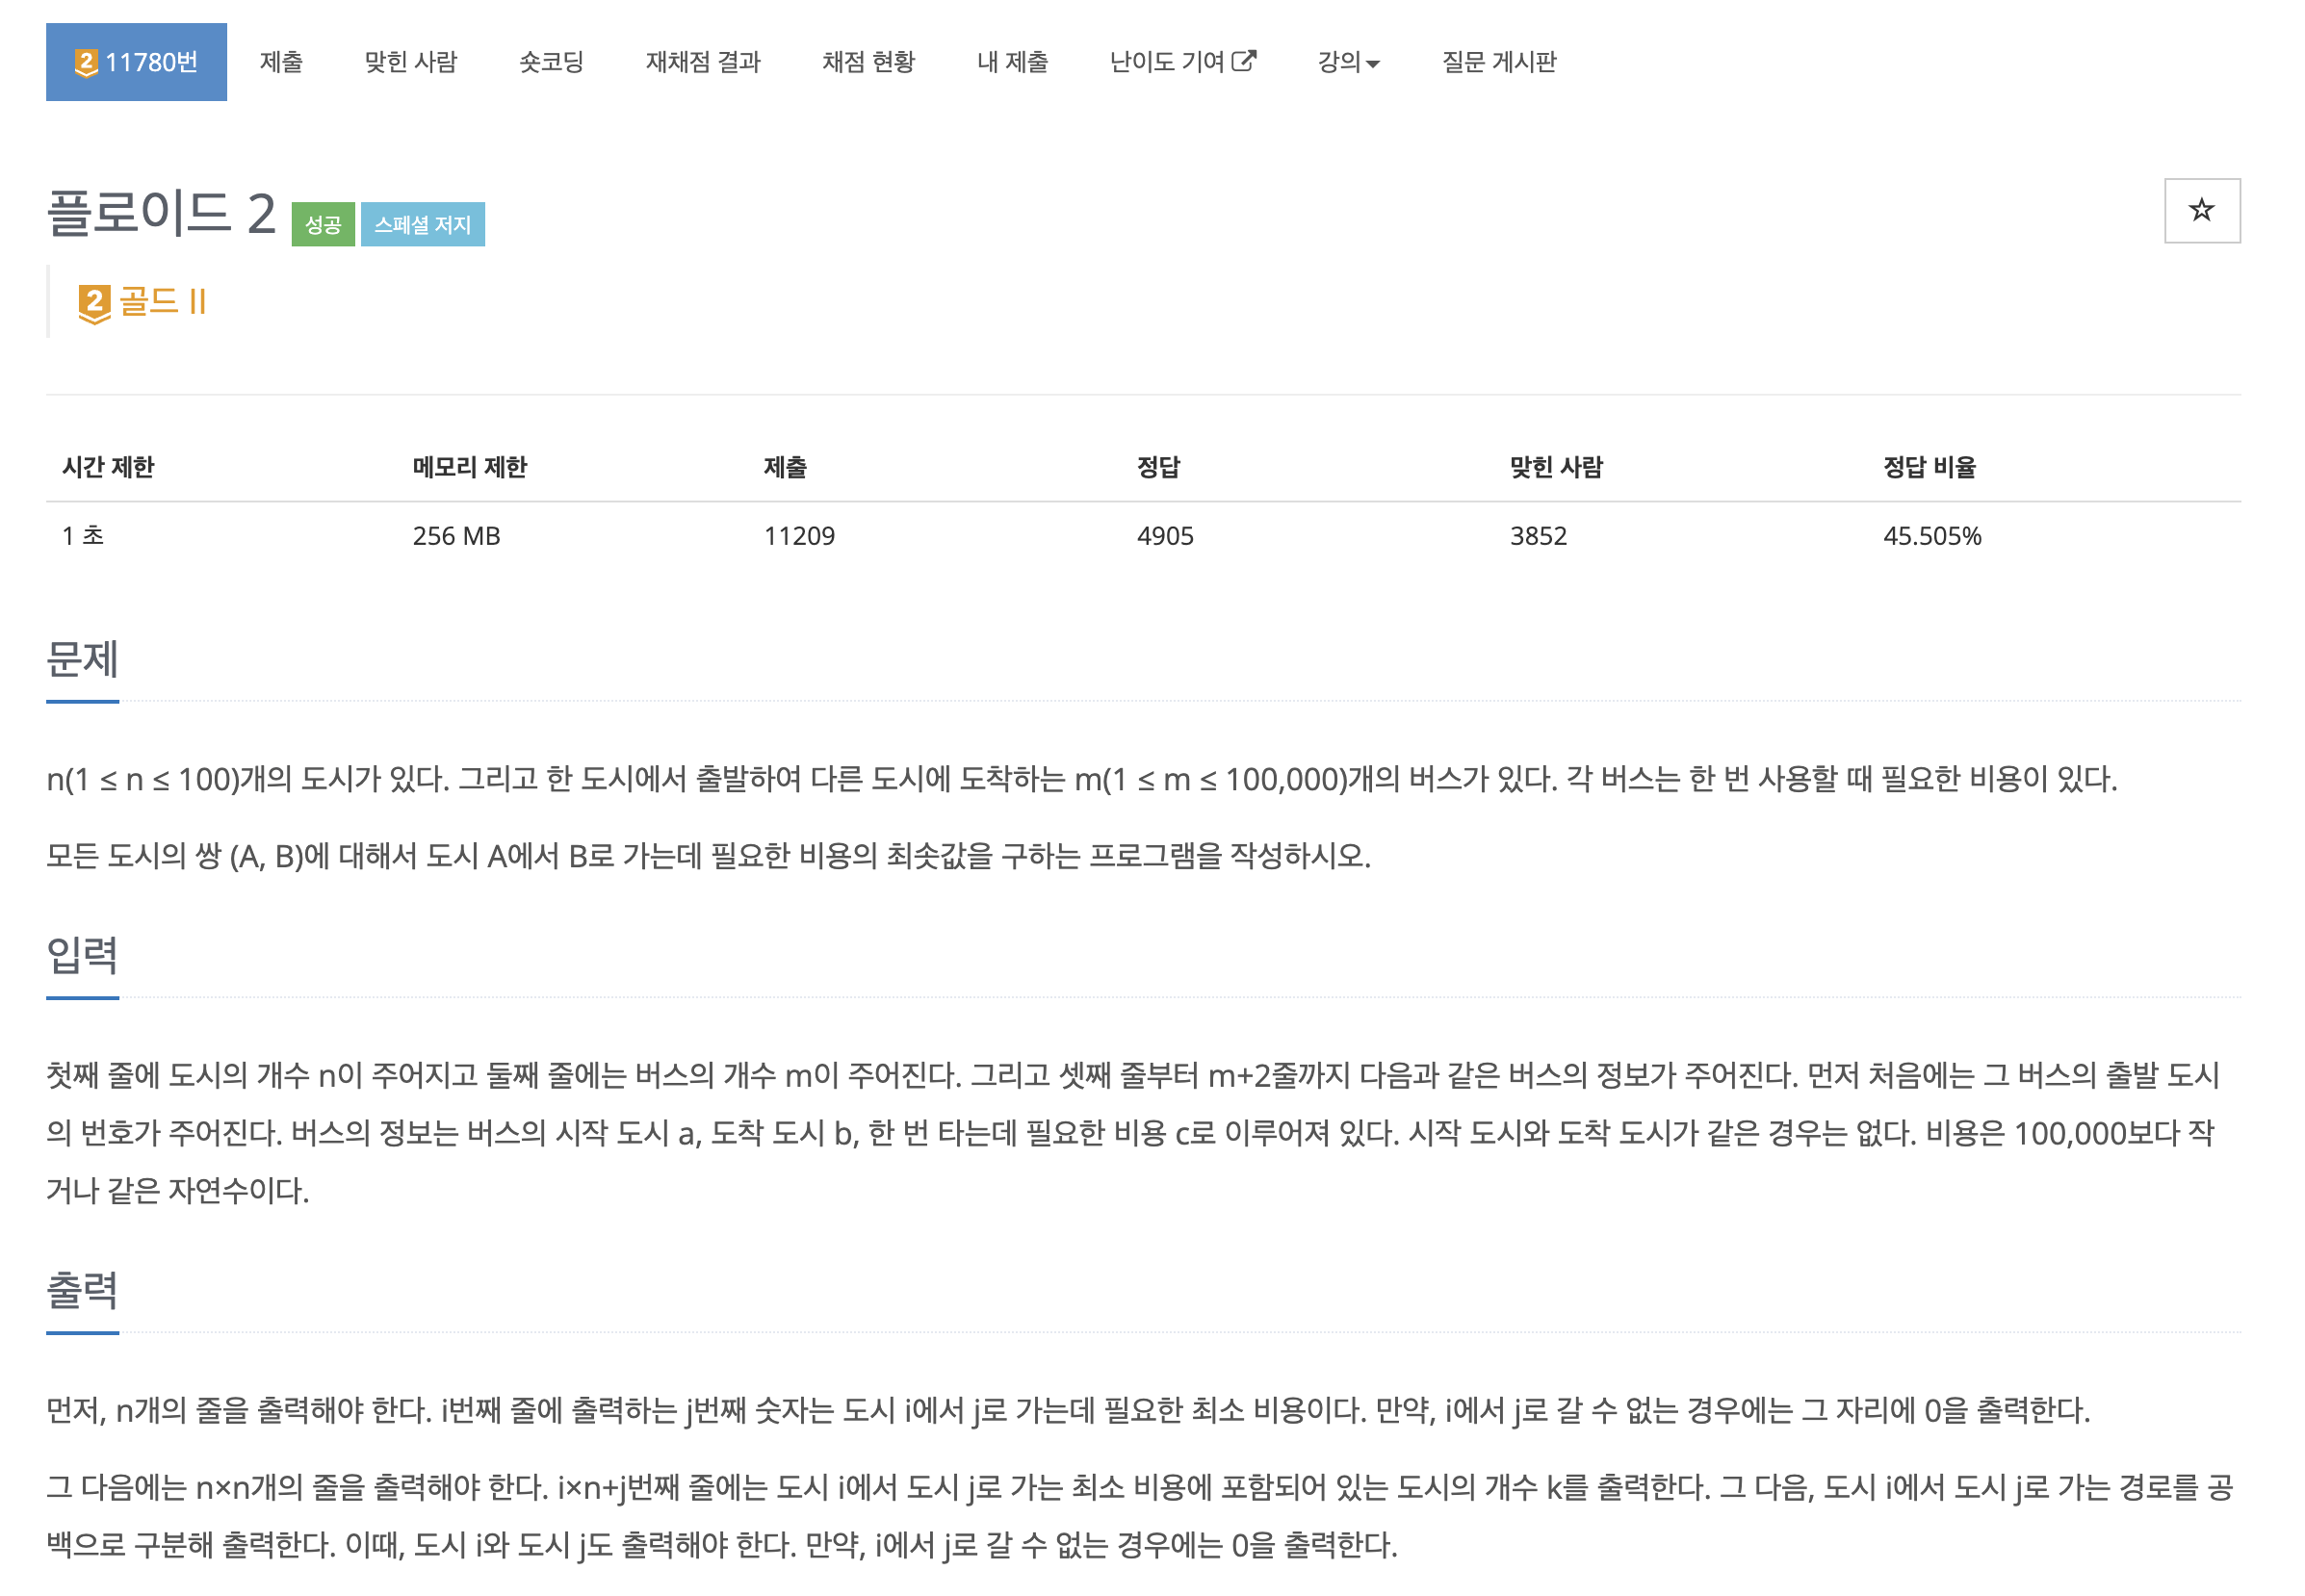 2 11780번 제출 맞힌 사람 숏코딩 재채점 결과 채점 현황 내 제출 난이도 기여 강의 질문 게시판
플로이드 2 성공 스페셜 저지
2 골드 II
시간 제한 메모리 제한 제출 정답 맞힌 사람 정답 비율
1 초 256 MB 11209 4905 3852 45.505%
문제
n(1 ≤ n ≤ 100)개의 도시가 있다. 그리고 한 도시에서 출발하여 다른 도시에 도착하는 m(1 ≤ m ≤ 100,000)개의 버스가 있다. 각 버스는 한 번 사용할 때 필요한 비용이 있다.
모든 도시의 쌍 (A, B)에 대해서 도시 A에서 B로 가는데 필요한 비용의 최솟값을 구하는 프로그램을 작성하시오.
입력
첫째 줄에 도시의 개수 n이 주어지고 둘째 줄에는 버스의 개수 m이 주어진다. 그리고 셋째 줄부터 m+2줄까지 다음과 같은 버스의 정보가 주어진다. 먼저 처음에는 그 버스의 출발 도시
의 번호가 주어진다. 버스의 정보는 버스의 시작 도시 a, 도착 도시 b, 한 번 타는데 필요한 비용 c로 이루어져 있다. 시작 도시와 도착 도시가 같은 경우는 없다. 비용은 100,000보다 작
거나 같은 자연수이다.
출력
먼저, n개의 줄을 출력해야 한다. i번째 줄에 출력하는 j번째 숫자는 도시 i에서 j로 가는데 필요한 최소 비용이다. 만약, i에서 j로 갈 수 없는 경우에는 그 자리에 0을 출력한다.
그 다음에는 n×n개의 줄을 출력해야 한다. i×n+j번째 줄에는 도시 i에서 도시 j로 가는 최소 비용에 포함되어 있는 도시의 개수 k를 출력한다. 그 다음, 도시 i에서 도시 j로 가는 경로를 공
백으로 구분해 출력한다. 이때, 도시 i와 도시 j도 출력해야 한다. 만약, i에서 j로 갈 수 없는 경우에는 0을 출력한다.